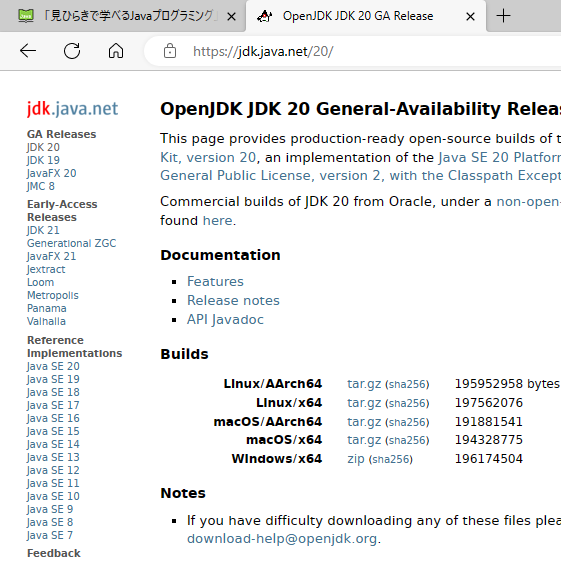 「見ひらきで学べるJavaプログラミング
OpenJDK JDK 20 GA Release
https://jdk.java.net/20/
jdk.java.net
GA Releases
JDK 20
JDK 19
JavaFX 20
JMC 8
Early-Access
Releases
JDK 21
Generational ZGC
JavaFX 21
Jextract
Loom
Metropolis
Panama
Valhalla
Reference
Implementations
Java SE 20
Java SE 19
Java SE 18
Java SE 17
Java SE 16
Java SE 15
Java SE 14
Java SE 13
Java SE 12
Java SE 11
Java SE 10
Java SE 9
Java SE 8
Java SE 7
Feedback
OpenJDK JDK 20 General-Availability Relea
This page provides production-ready open-source builds of t
Kit, version 20, an implementation of the Java SE 20 Platfor
General Public License, version 2, with the Classpath Except
Commercial builds of JDK 20 from Oracle, under a non-open-
found here.
Documentation
Features
Release notes
API Javadoc
Builds
Linux/AArch64 tar.gz (sha256) 195952958 bytes
Linux/x64 tar.gz (sha256) 197562076
macOS/AArch64 tar.gz (sha256) 191881541
macOS/x64 tar.gz (sha256) 194328775
Windows/x64 zip (sha256) 196174504
Notes
If you have difficulty downloading any of these files plea
download-help@openjdk.org.